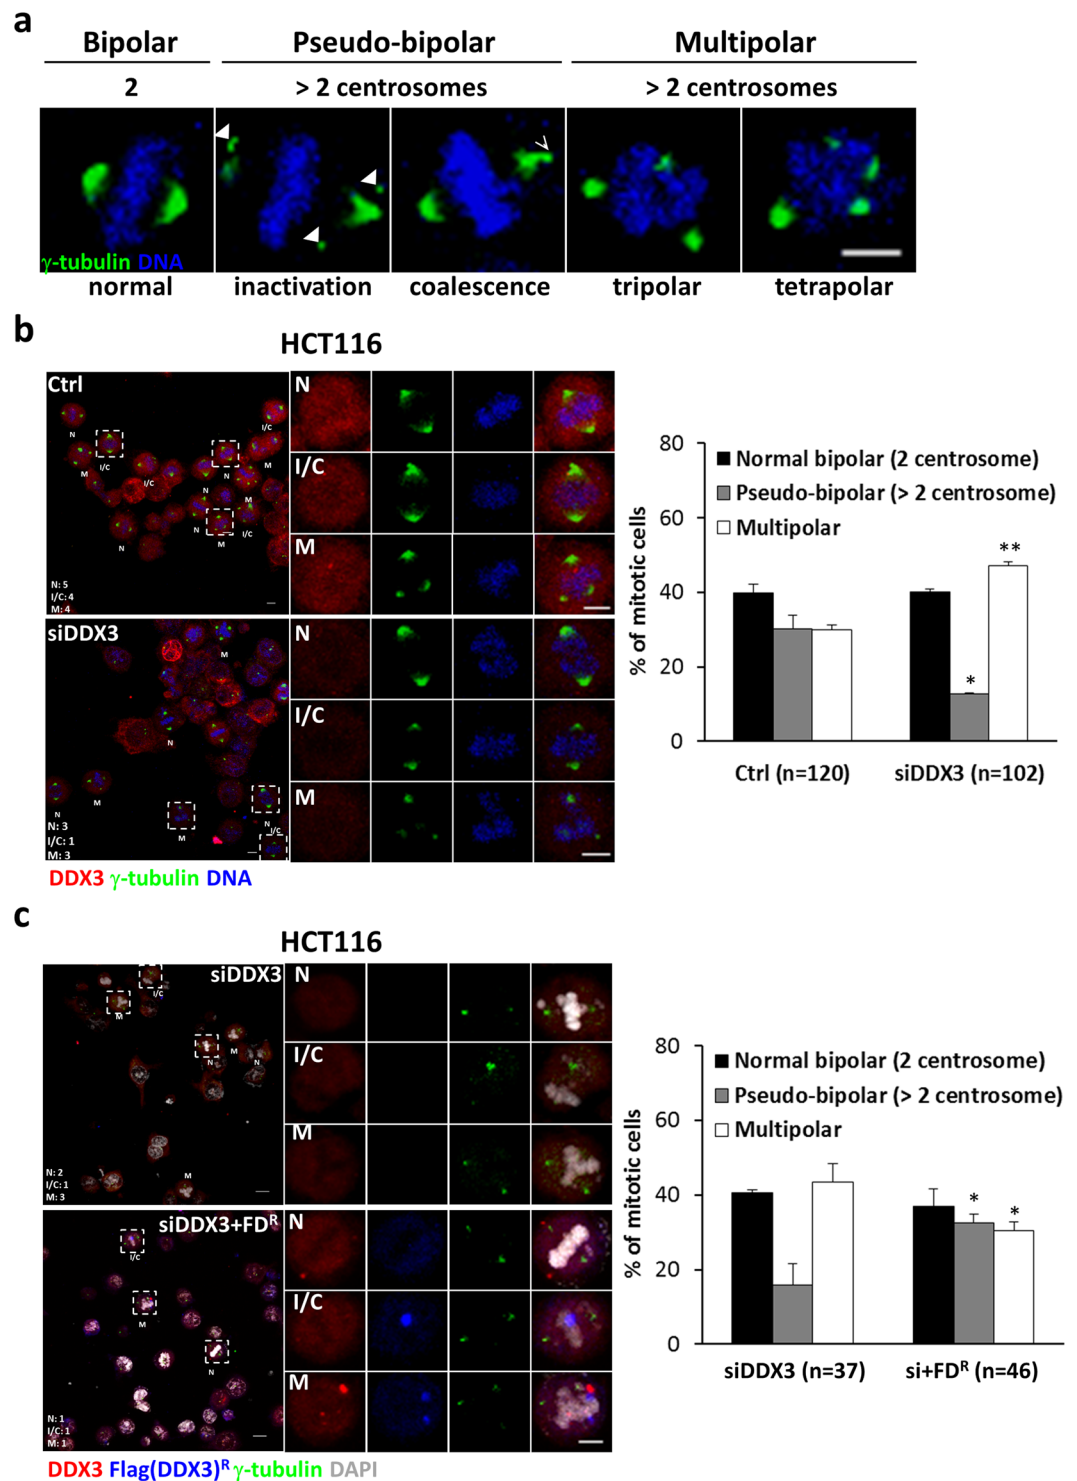 a
Bipolar Pseudo-bipolar Multipolar
2 > 2 centrosomes > 2 centrosomes
γ-tubulin DNA
normal inactivation coalescence tripolar tetrapolar
b
HCT116
Ctrl
N
I/C
N
I/C
M
N
M
I/C
N
M
N
M
I/C
N: 5
I/C: 4
M: 4
N
I/C
M
siDDX3
M
N
N
M
M
N
I/C
N: 3
I/C: 1
M: 3
N
I/C
M
DDX3 γ-tubulin DNA
80
60
40
20
0
% of mitotic cells
Normal bipolar (2 centrosome)
Pseudo-bipolar (> 2 centrosome)
Multipolar
*
**
Ctrl (n=120) siDDX3 (n=102)
c
HCT116
siDDX3
I/C
M
M
N
N
M
N: 2
I/C: 1
M: 3
N
I/C
M
siDDX3+FDᴿ
I/C
M
N
N: 1
I/C: 1
M: 1
N
I/C
M
DDX3 Flag(DDX3)ᴿ γ-tubulin DAPI
80
60
40
20
0
% of mitotic cells
Normal bipolar (2 centrosome)
Pseudo-bipolar (> 2 centrosome)
Multipolar
*
*
siDDX3 (n=37) si+FDᴿ (n=46)